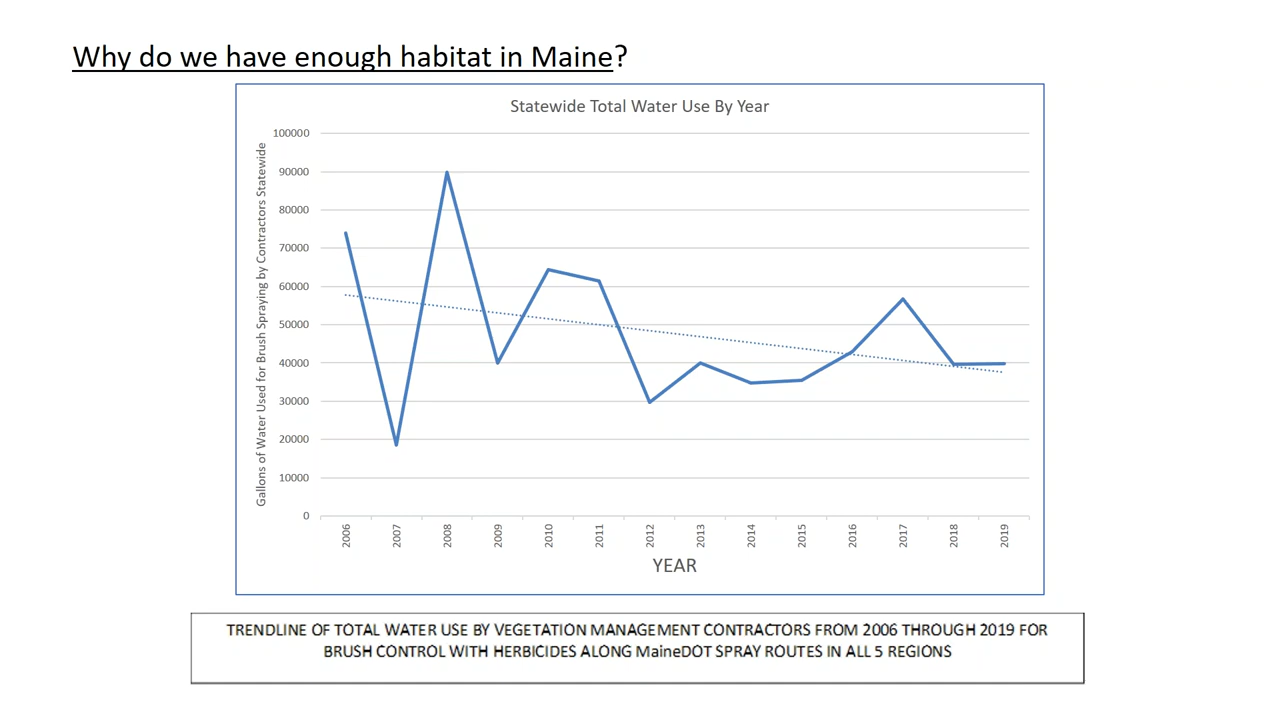 Why do we have enough habitat in Maine?
Statewide Total Water Use By Year
Gallons of Water Used for Brush Spraying by Contractors Statewide
100000
90000
80000
70000
60000
50000
40000
30000
20000
10000
0
2006 2007 2008 2009 2010 2011 2012 2013 2014 2015 2016 2017 2018 2019
YEAR
TRENDLINE OF TOTAL WATER USE BY VEGETATION MANAGEMENT CONTRACTORS FROM 2006 THROUGH 2019 FOR
BRUSH CONTROL WITH HERBICIDES ALONG MaineDOT SPRAY ROUTES IN ALL 5 REGIONS